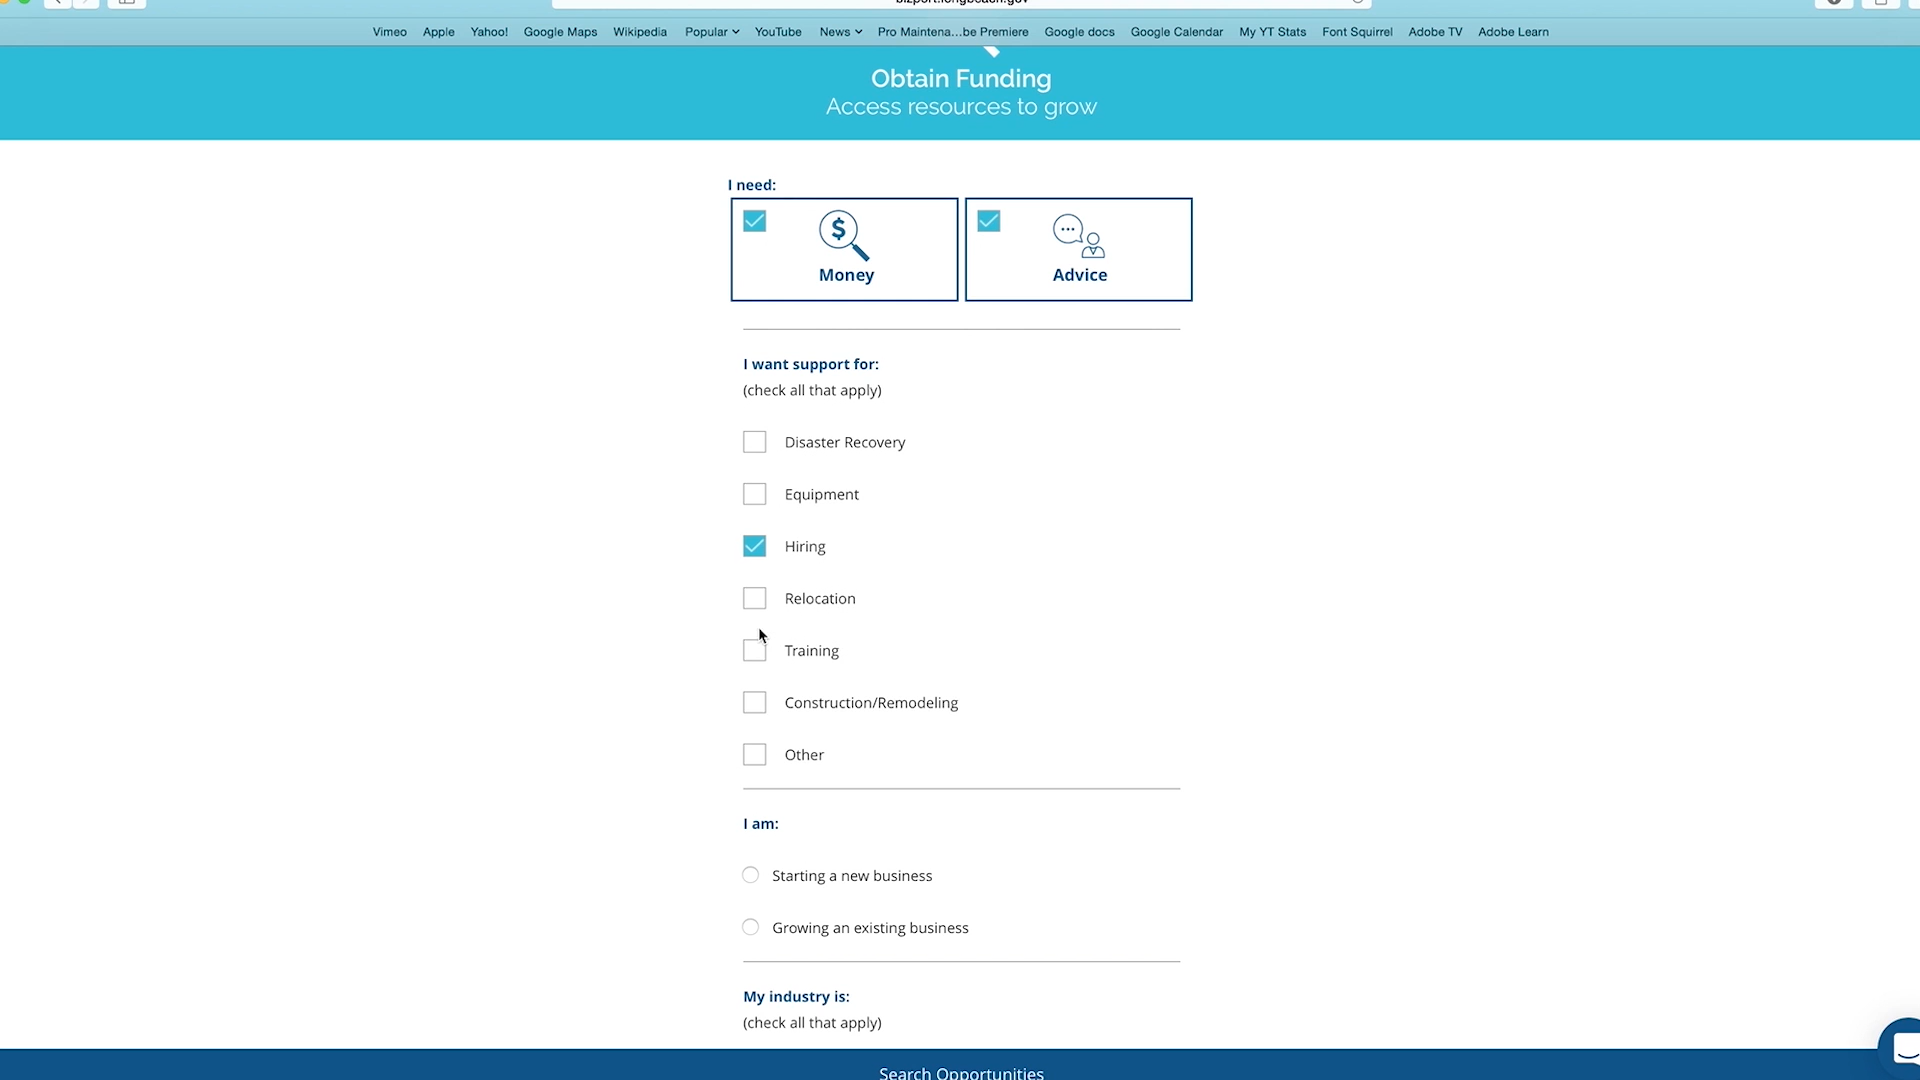 Vimeo Apple Yahoo! Google Maps Wikipedia Popular YouTube News Pro Maintena...be Premiere Google docs Google Calendar My YT Stats Font Squirrel Adobe TV Adobe Learn
Obtain Funding
Access resources to grow
I need:
Money Advice
I want support for:
(check all that apply)
Disaster Recovery
Equipment
Hiring
Relocation
Training
Construction/Remodeling
Other
I am:
Starting a new business
Growing an existing business
My industry is:
(check all that apply)
Search Opportunities